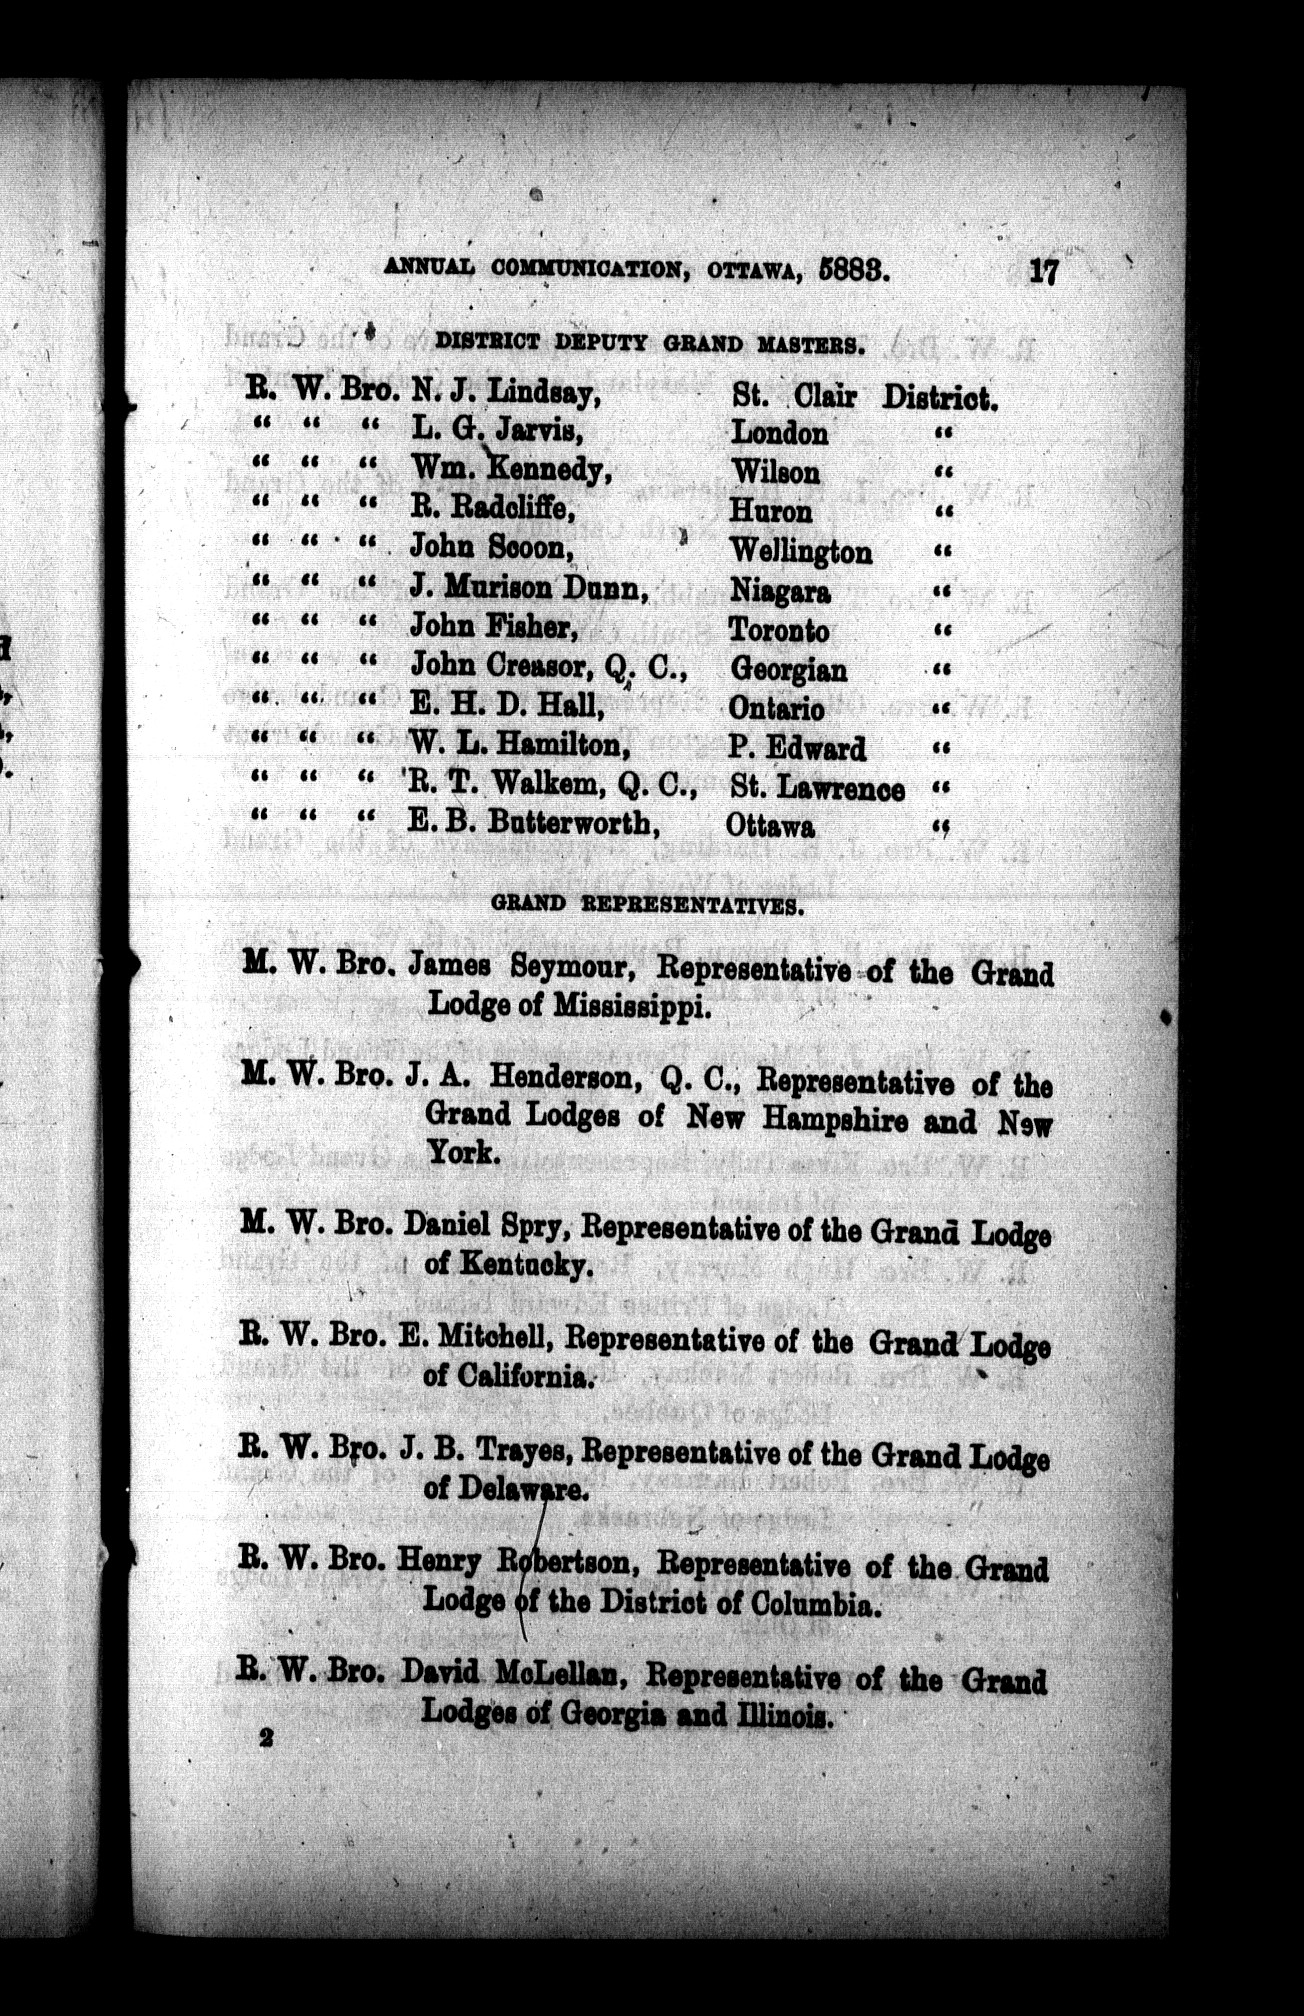 ANNUAL COMMUNICATION, OTTAWA, 5883. 17
DISTRICT DEPUTY GRAND MASTERS.
R. W. Bro. N. J. Lindsay, St. Clair District.
“ “ “ L. G. Jarvis, London “
“ “ “ Wm. Kennedy, Wilson “
“ “ “ R. Radcliffe, Huron “
“ “ “ John Scoon, Wellington “
“ “ “ J. Murison Dunn, Niagara “
“ “ “ John Fisher, Toronto “
“ “ “ John Creasor, Q. C., Georgian “
“ “ “ E. H. D. Hall, Ontario “
“ “ “ W. L. Hamilton, P. Edward “
“ “ “ R. T. Walkem, Q. C., St. Lawrence “
“ “ “ E. B. Butterworth, Ottawa “
GRAND REPRESENTATIVES.
M. W. Bro. James Seymour, Representative of the Grand
Lodge of Mississippi.
M. W. Bro. J. A. Henderson, Q. C., Representative of the
Grand Lodges of New Hampshire and New
York.
M. W. Bro. Daniel Spry, Representative of the Grand Lodge
of Kentucky.
R. W. Bro. E. Mitchell, Representative of the Grand Lodge
of California.
R. W. Bro. J. B. Trayes, Representative of the Grand Lodge
of Delaware.
R. W. Bro. Henry Robertson, Representative of the Grand
Lodge of the District of Columbia.
R. W. Bro. David McLellan, Representative of the Grand
Lodges of Georgia and Illinois.
2